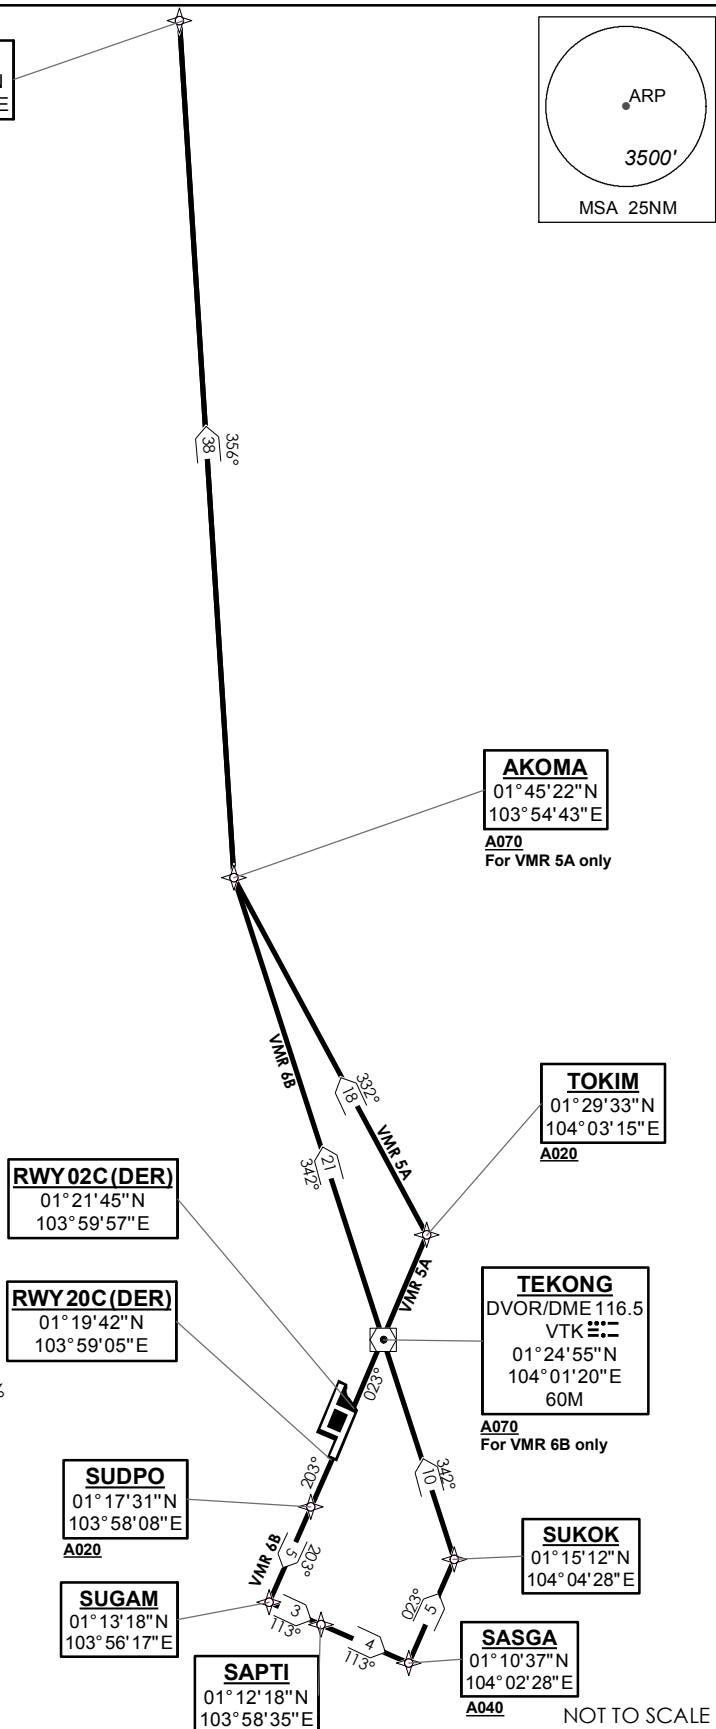 N
E
ARP
3500'
MSA 25NM
38
356°
AKOMA
01°45'22"N
103°54'43"E
A070
For VMR 5A only
VMR 6B
332°
18
VMR 5A
21
342°
TOKIM
01°29'33"N
104°03'15"E
A020
RWY 02C(DER)
01°21'45"N
103°59'57"E
VMR 5A
RWY 20C(DER)
01°19'42"N
103°59'05"E
TEKONG
DVOR/DME 116.5
VTK
01°24'55"N
104°01'20"E
60M
A070
For VMR 6B only
023°
%
203°
342°
10
SUDPO
01°17'31"N
103°58'08"E
A020
VMR 6B
5
203°
SUKOK
01°15'12"N
104°04'28"E
SUGAM
01°13'18"N
103°56'17"E
3
113°
4
113°
023°
5
SASGA
01°10'37"N
104°02'28"E
A040
SAPTI
01°12'18"N
103°58'35"E
NOT TO SCALE